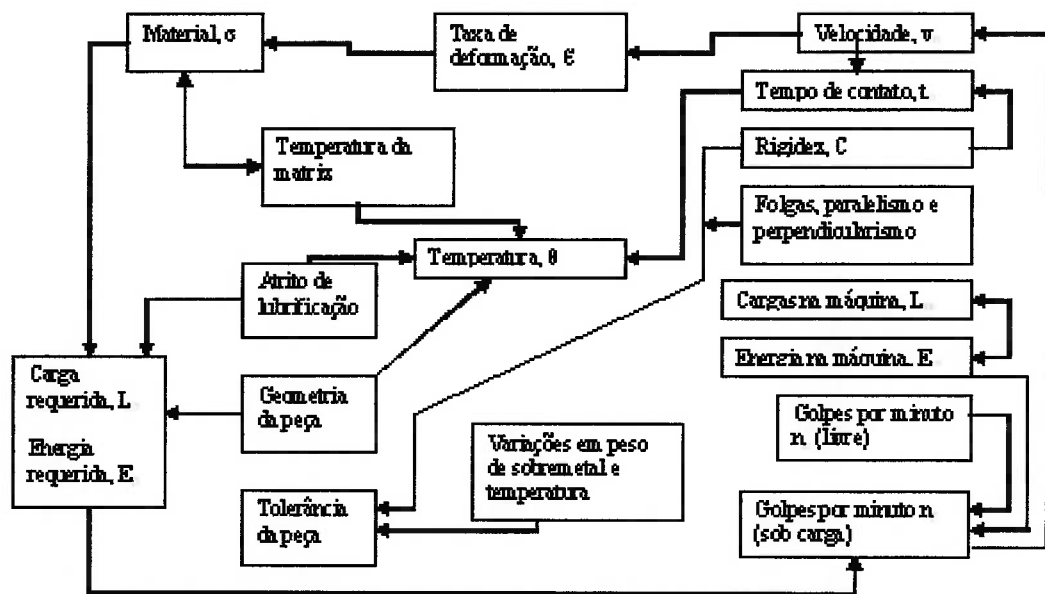 Material, σ
Taxa de
deformação, Є
Velocidade, v
Tempo de contato, t
Temperatura da
matriz
Rigidex, C
Folgas, paralelismo e
perpendicularismo
Temperatura, θ
Atrito de
lubrificação
Cargas na máquina, L
Energia na máquina, E
Carga
requerida, L
Energia
requerida, E
Geometria
da peça
Golpes por minuto
n (livre)
Variações em peso
de sobremetal e
temperatura
Tolerância
da peça
Golpes por minuto n
(sob carga)